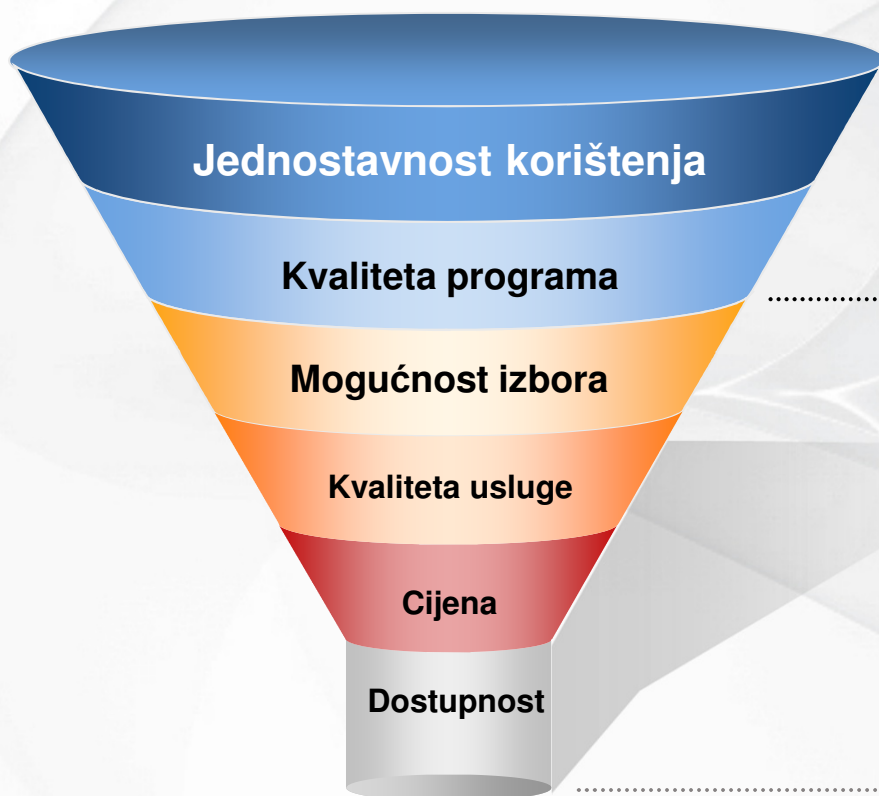 Jednostavnost korištenja
Kvaliteta programa
Mogućnost izbora
Kvaliteta usluge
Cijena
Dostupnost